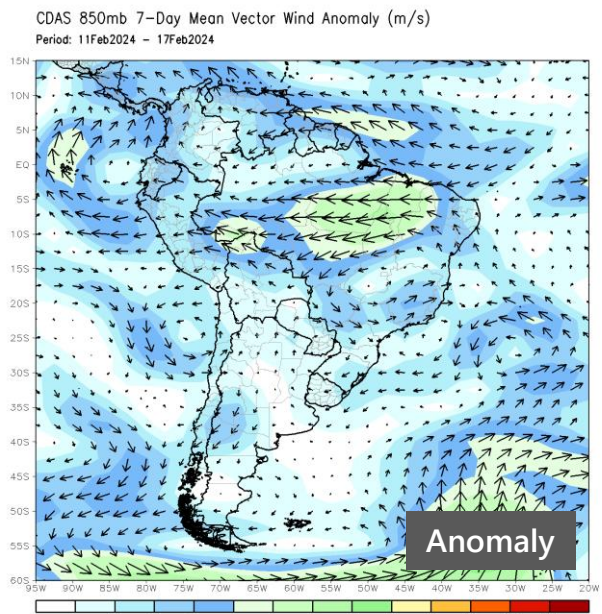 CDAS 850mb 7-Day Mean Vector Wind Anomaly (m/s)
Period: 11Feb2024 - 17Feb2024
15N
10N
5N
EQ
5S
10S
15S
20S
25S
30S
35S
40S
45S
50S
55S
60S
Anomaly
95W 90W 85W 80W 75W 70W 65W 60W 55W 50W 45W 40W 35W 30W 25W 20W